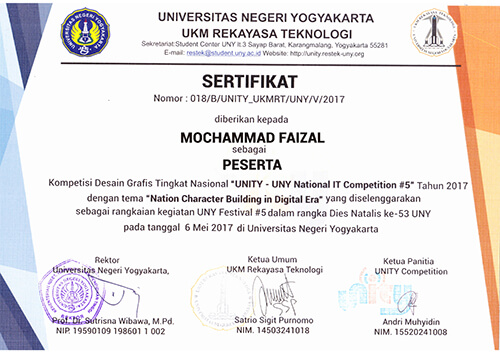 UNIVERSITAS NEGERI YOGYAKARTA
UKM REKAYASA TEKNOLOGI
Sekretariat:Student Center UNY lt.3 Sayap Barat, Karangmalang, Yogyakarta 55281
E-mail: restek@student.uny.ac.id Website: http://unity.restek-uny.org
SERTIFIKAT
Nomor : 018/B/UNITY_UKMRT/UNY/V/2017
diberikan kepada
MOCHAMMAD FAIZAL
sebagai
PESERTA
Kompetisi Desain Grafis Tingkat Nasional "UNITY - UNY National IT Competition #5" Tahun 2017
dengan tema "Nation Character Building in Digital Era" yang diselenggarakan
sebagai rangkaian kegiatan UNY Festival #5 dalam rangka Dies Natalis ke-53 UNY
pada tanggal 6 Mei 2017 di Universitas Negeri Yogyakarta
Rektor
Universitas Negeri Yogyakarta,
Prof. Dr. Sutrisna Wibawa, M.Pd.
NIP. 19590109 198601 1 002
Ketua Umum
UKM Rekayasa Teknologi
Satrio Sigit Purnomo
NIM. 14503241018
Ketua Panitia
UNITY Competition
Andri Muhyidin
NIM. 15520241008